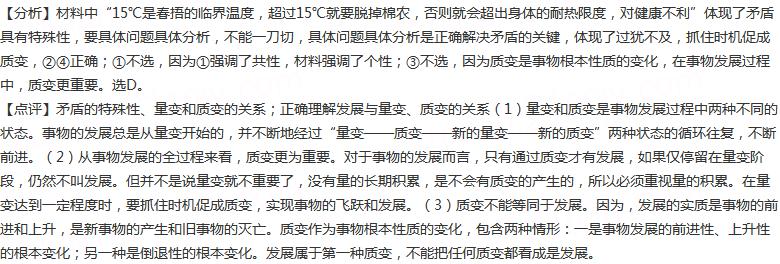 【分析】材料中“15℃是春捂的临界温度，超过15℃就要脱掉棉衣，否则就会超出身体的耐热限度，对健康不利”体现了矛盾
具有特殊性，要具体问题具体分析，不能一刀切，具体问题具体分析是正确解决矛盾的关键，体现了过犹不及，抓住时机促成
质变，②④正确；①不选，因为①强调了共性，材料强调了个性；③不选，因为质变是事物根本性质的变化，在事物发展过程
中，质变更重要。选D。
【点评】矛盾的特殊性、量变和质变的关系；正确理解发展与量变、质变的关系（1）量变和质变是事物发展过程中两种不同的
状态。事物的发展总是从量变开始的，并不断地经过“量变——质变——新的量变——新的质变”两种状态的循环往复，不断
前进。（2）从事物发展的全过程来看，质变更为重要。对于事物的发展而言，只有通过质变才有发展，如果仅停留在量变阶
段，仍然不叫发展。但并不是说量变就不重要了，没有量的长期积累，是不会有质变的产生的，所以必须重视量的积累。在量
变达到一定程度时，要抓住时机促成质变，实现事物的飞跃和发展。（3）质变不能等同于发展。因为，发展的实质是事物的前
进和上升，是新事物的产生和旧事物的灭亡。质变作为事物根本性质的变化，包含两种情形：一是事物发展的前进性、上升性
的根本变化；另一种是倒退性的根本变化。发展属于第一种质变，不能把任何质变都看成是发展。